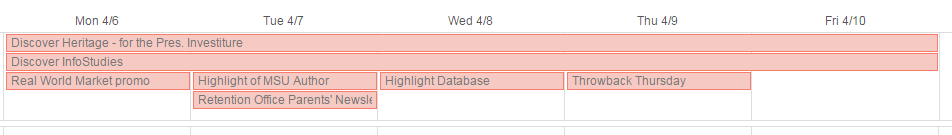 Mon 4/6 Tue 4/7 Wed 4/8 Thu 4/9 Fri 4/10
Discover Heritage - for the Pres. Investiture
Discover InfoStudies
Real World Market promo Highlight of MSU Author Highlight Database Throwback Thursday
Retention Office Parents' Newsle